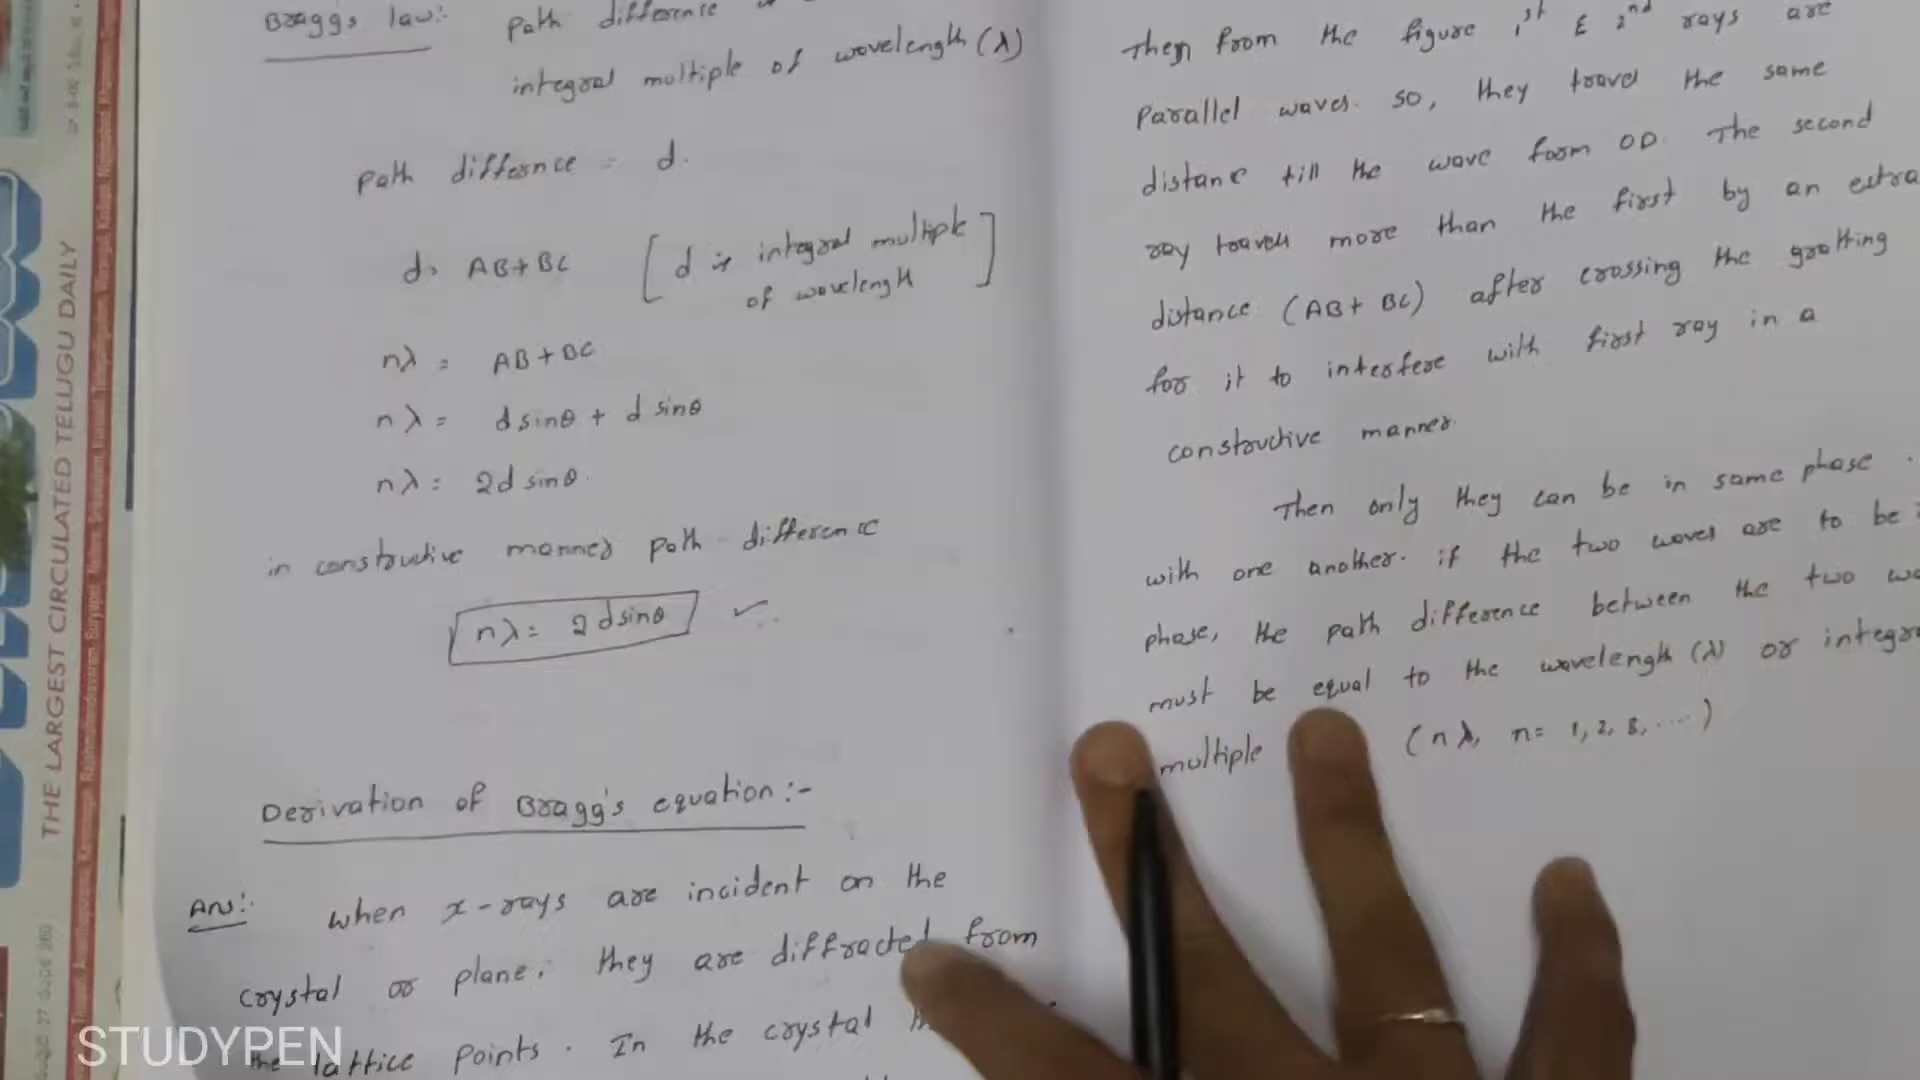 Bragg's law:- Path difference
integral multiple of wavelength (λ)
Path differnce = d.
d = AB+BC [d is integral multiple
of wavelength]
nλ = AB+BC
nλ = d sinθ + d sinθ
nλ = 2d sinθ.
in constructive manner path difference
nλ = 2dsinθ
Derivation of Bragg's equation:-
Ans:- when x-rays are incident on the
crystal or plane. they are diffracted from
the lattice points. In the crystal
Then from the figure 1st & 2nd rays are
Parallel waves. so, they travel the same
distanc till the wave foom OD. The second
ray travels more than the first by an extra
distance (AB+ BC) after crossing the gratting
for it to interfere with first ray in a
constructive manner.
Then only they can be in same phase.
with one another. if the two waves are to be
phase, the path difference between the two
must be equal to the wavelength (λ) or
multiple (nλ, n= 1, 2, 3, ....)
THE LARGEST CIRCULATED TELUGU DAILY
STUDYPEN